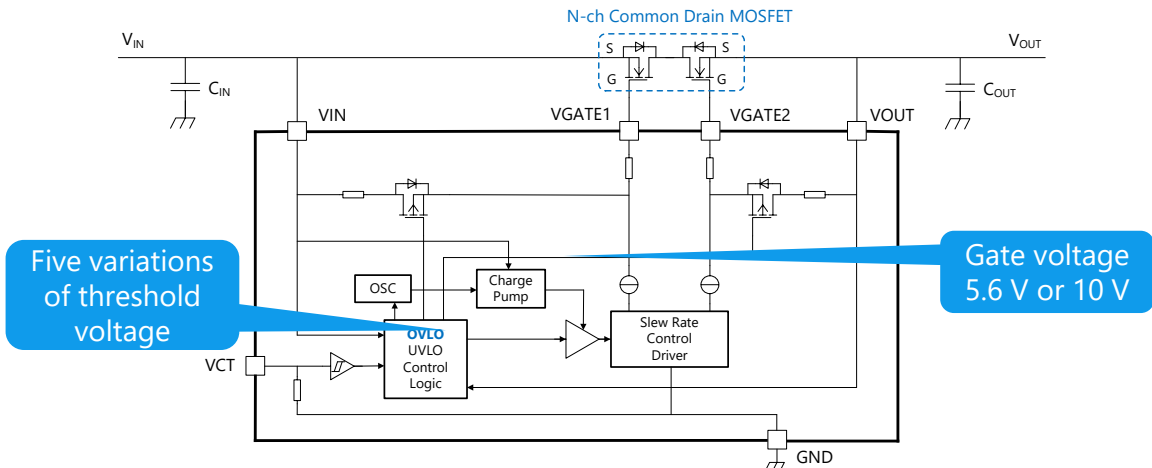 N-ch Common Drain MOSFET
VIN
S
S
VOUT
G
G
CIN
COUT
VIN
VGATE1
VGATE2
VOUT
Five variations
of threshold
voltage
Gate voltage
5.6 V or 10 V
OSC
Charge
Pump
OVLO
UVLO
Control
Logic
Slew Rate
Control
Driver
VCT
GND